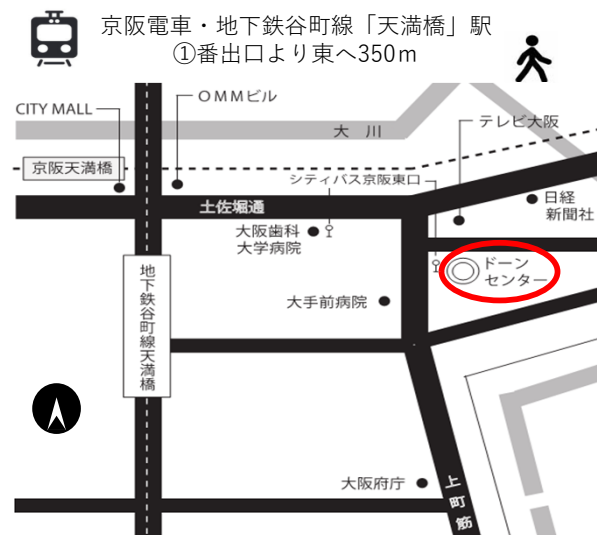 京阪電車・地下鉄谷町線「天満橋」駅
①番出口より東へ350m
CITY MALL
OMMビル
大川
テレビ大阪
京阪天満橋
シティバス京阪東口
日経
新聞社
土佐堀通
大阪歯科
大学病院
ドーン
センター
地下鉄谷町線天満橋
大手前病院
大阪府庁
上町筋